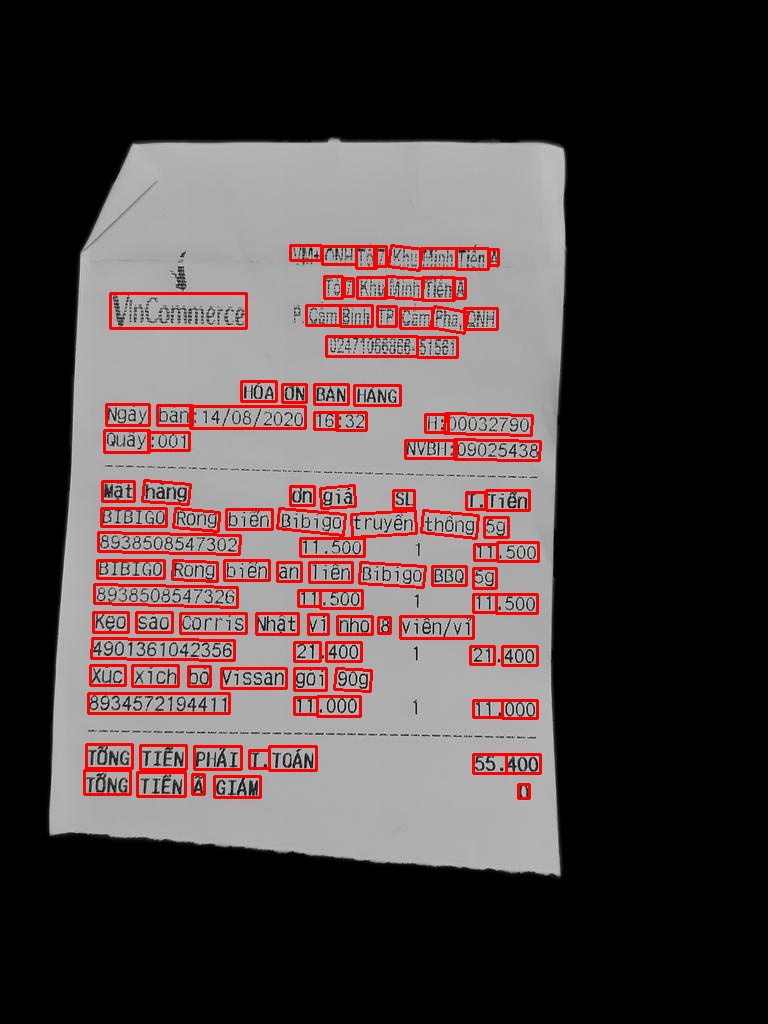 VM+ QNH Tổ 7 Khu Minh Tiến A
Tổ 7 Khu Minh Tiến A
VinCommerce
P. Cẩm Bình TP Cẩm Phả, QNH
02471066866-51561
HÓA ĐN BÁN HÀNG
Ngày bán:14/08/2020 16:32 HĐ:00032790
Quầy:001 NVBH:09025438
Mặt hàng Đơn giá SL T.Tiền
BIBIGO Rong biển Bibigo truyền thống 5g
8938508547302 11.500 1 11.500
BIBIGO Rong biển ăn liền Bibigo BBQ 5g
8938508547326 11.500 1 11.500
Kẹo sáo Corris Nhật vị nho 8 viên/vỉ
4901361042356 21.400 1 21.400
Xúc xích bò Vissan gói 90g
8934572194411 11.000 1 11.000
TỔNG TIỀN PHẢI T.TOÁN 55.400
TỔNG TIỀN ĐÃ GIẢM 0